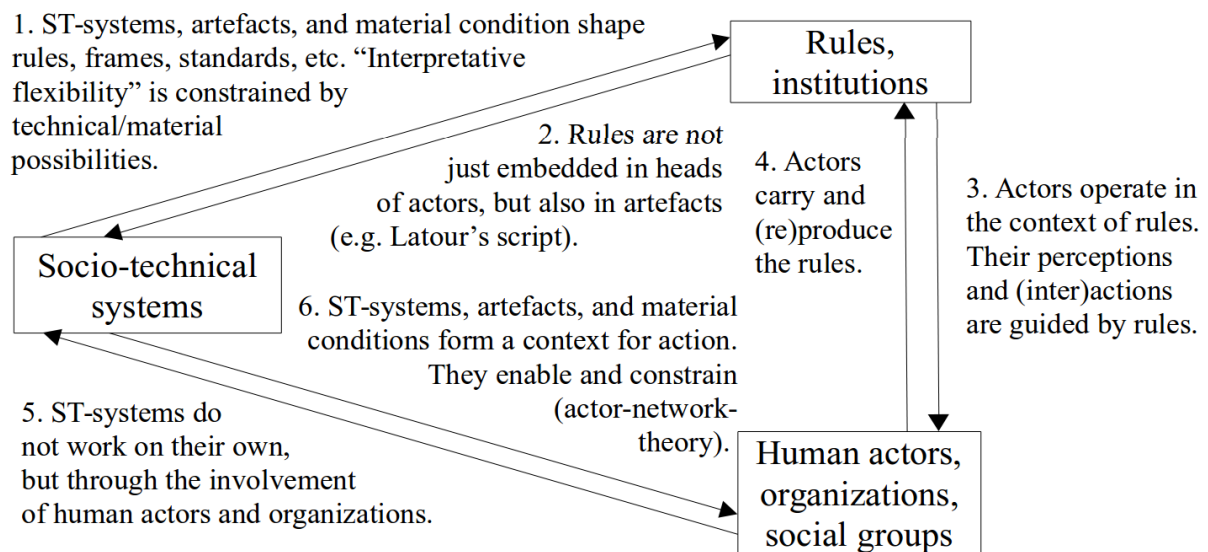 1. ST-systems, artefacts, and material condition shape
rules, frames, standards, etc. “Interpretative
flexibility” is constrained by
technical/material
possibilities.
Rules,
institutions
2. Rules are not
just embedded in heads
of actors, but also in artefacts
(e.g. Latour’s script).
4. Actors
carry and
(re)produce
the rules.
3. Actors operate in
the context of rules.
Their perceptions
and (inter)actions
are guided by rules.
Socio-technical
systems
6. ST-systems, artefacts, and material
conditions form a context for action.
They enable and constrain
(actor-network-
theory).
5. ST-systems do
not work on their own,
but through the involvement
of human actors and organizations.
Human actors,
organizations,
social groups